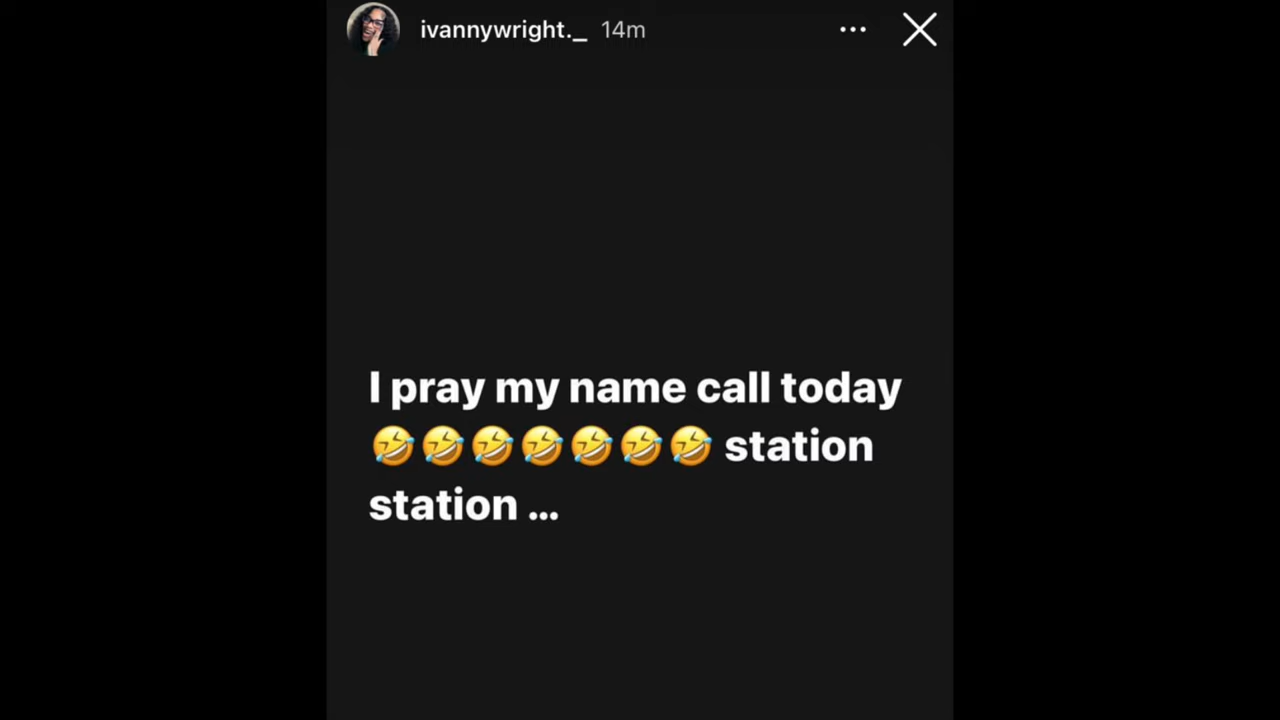 ivannywright._ 14m
I pray my name call today
🤣🤣🤣🤣🤣🤣🤣 station
station ...